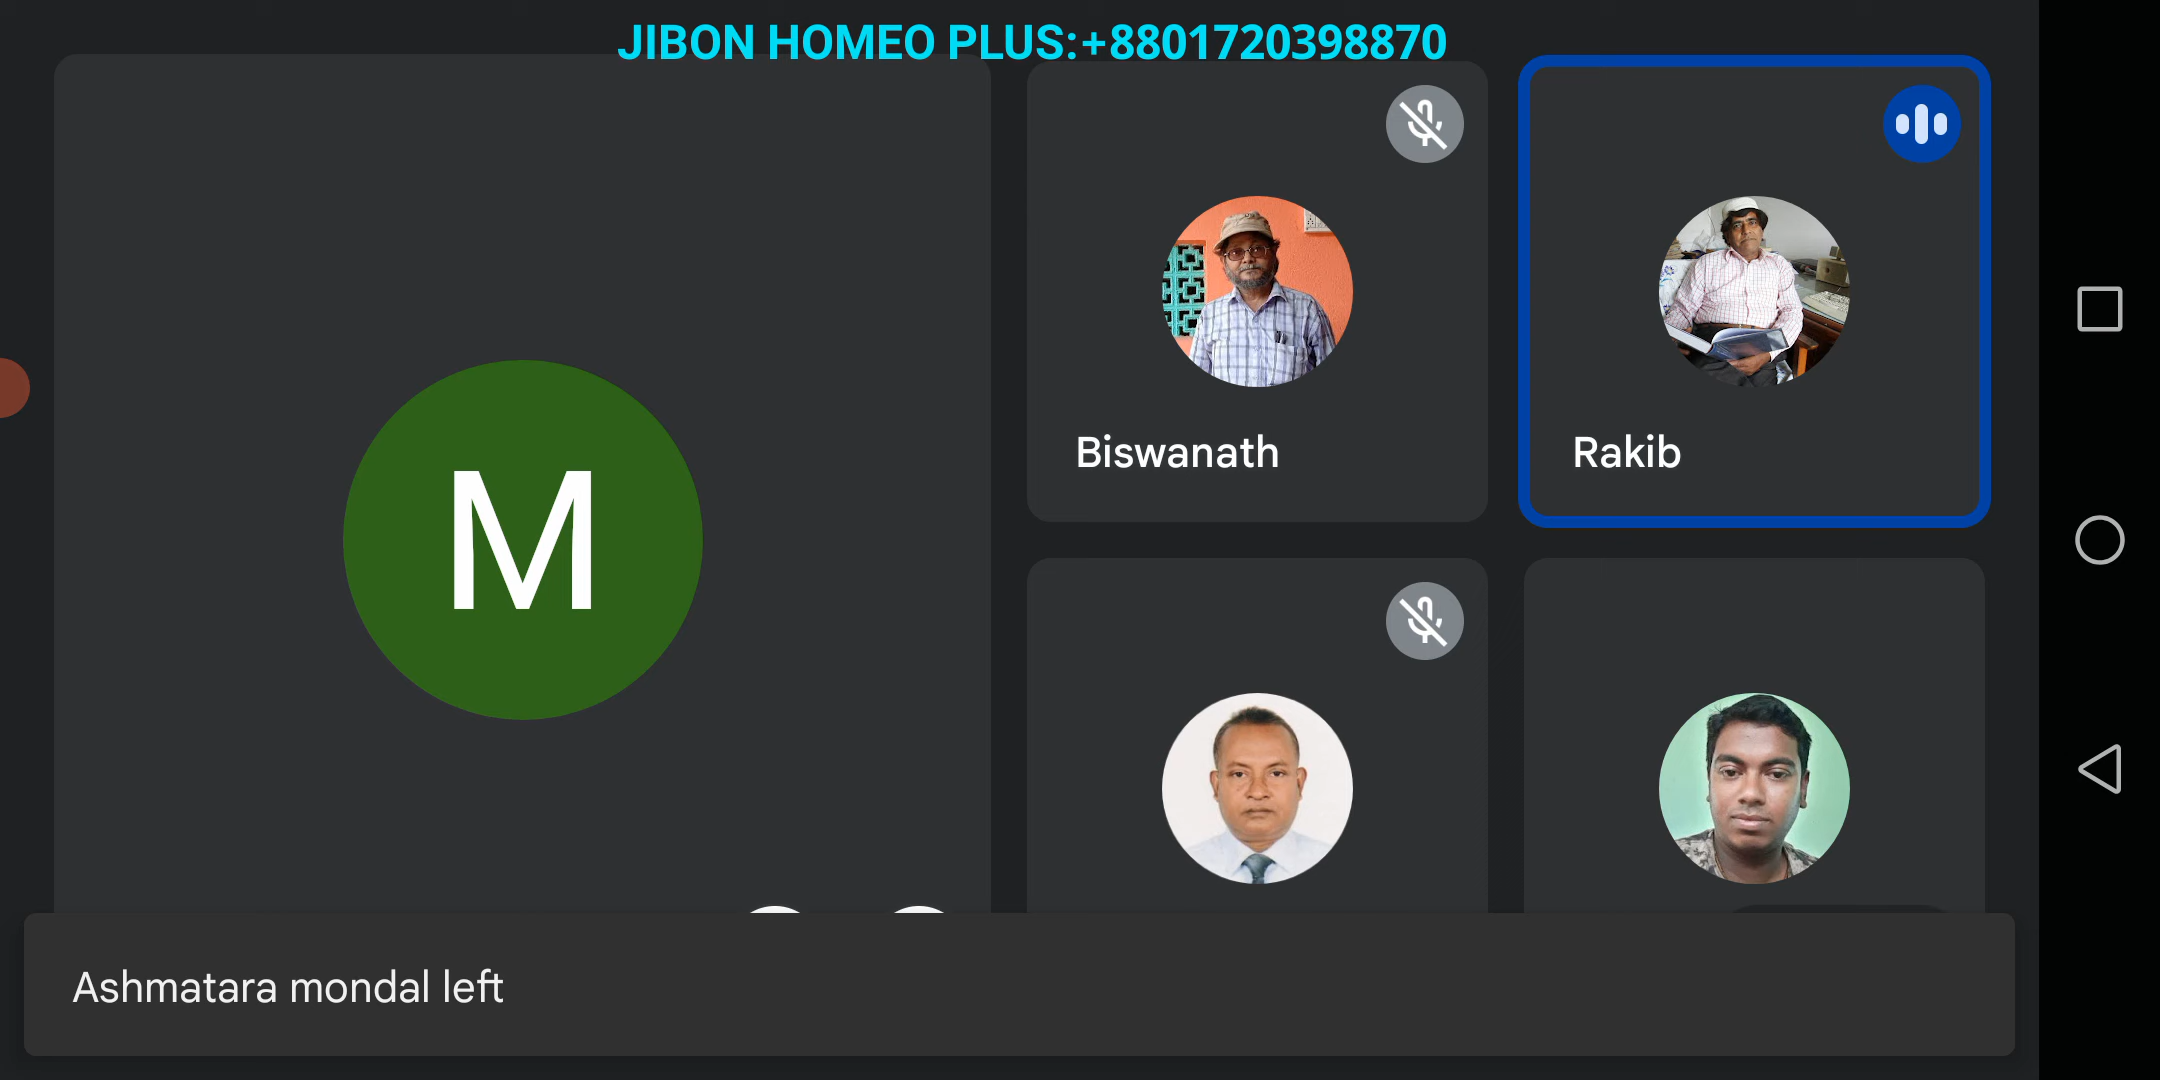 JIBON HOMEO PLUS:+8801720398870
M
Biswanath
Rakib
Ashmatara mondal left